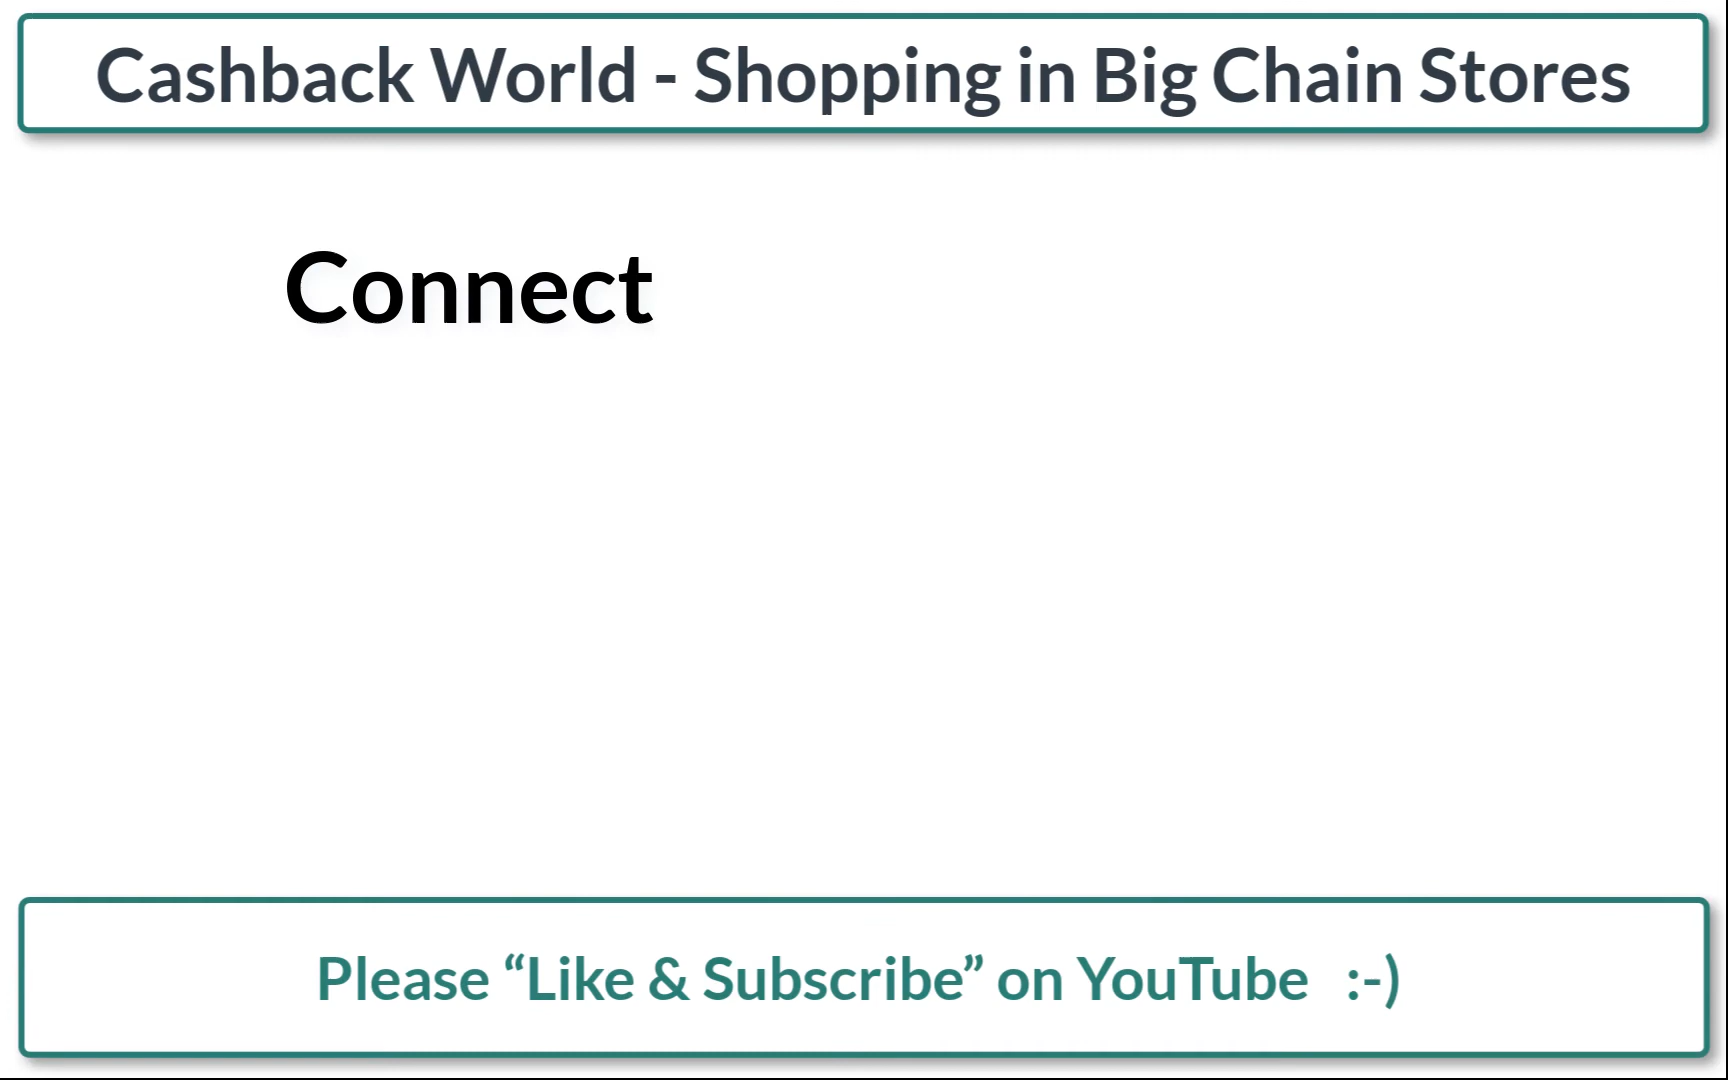 Cashback World - Shopping in Big Chain Stores
Connect
Please “Like & Subscribe” on YouTube :-)